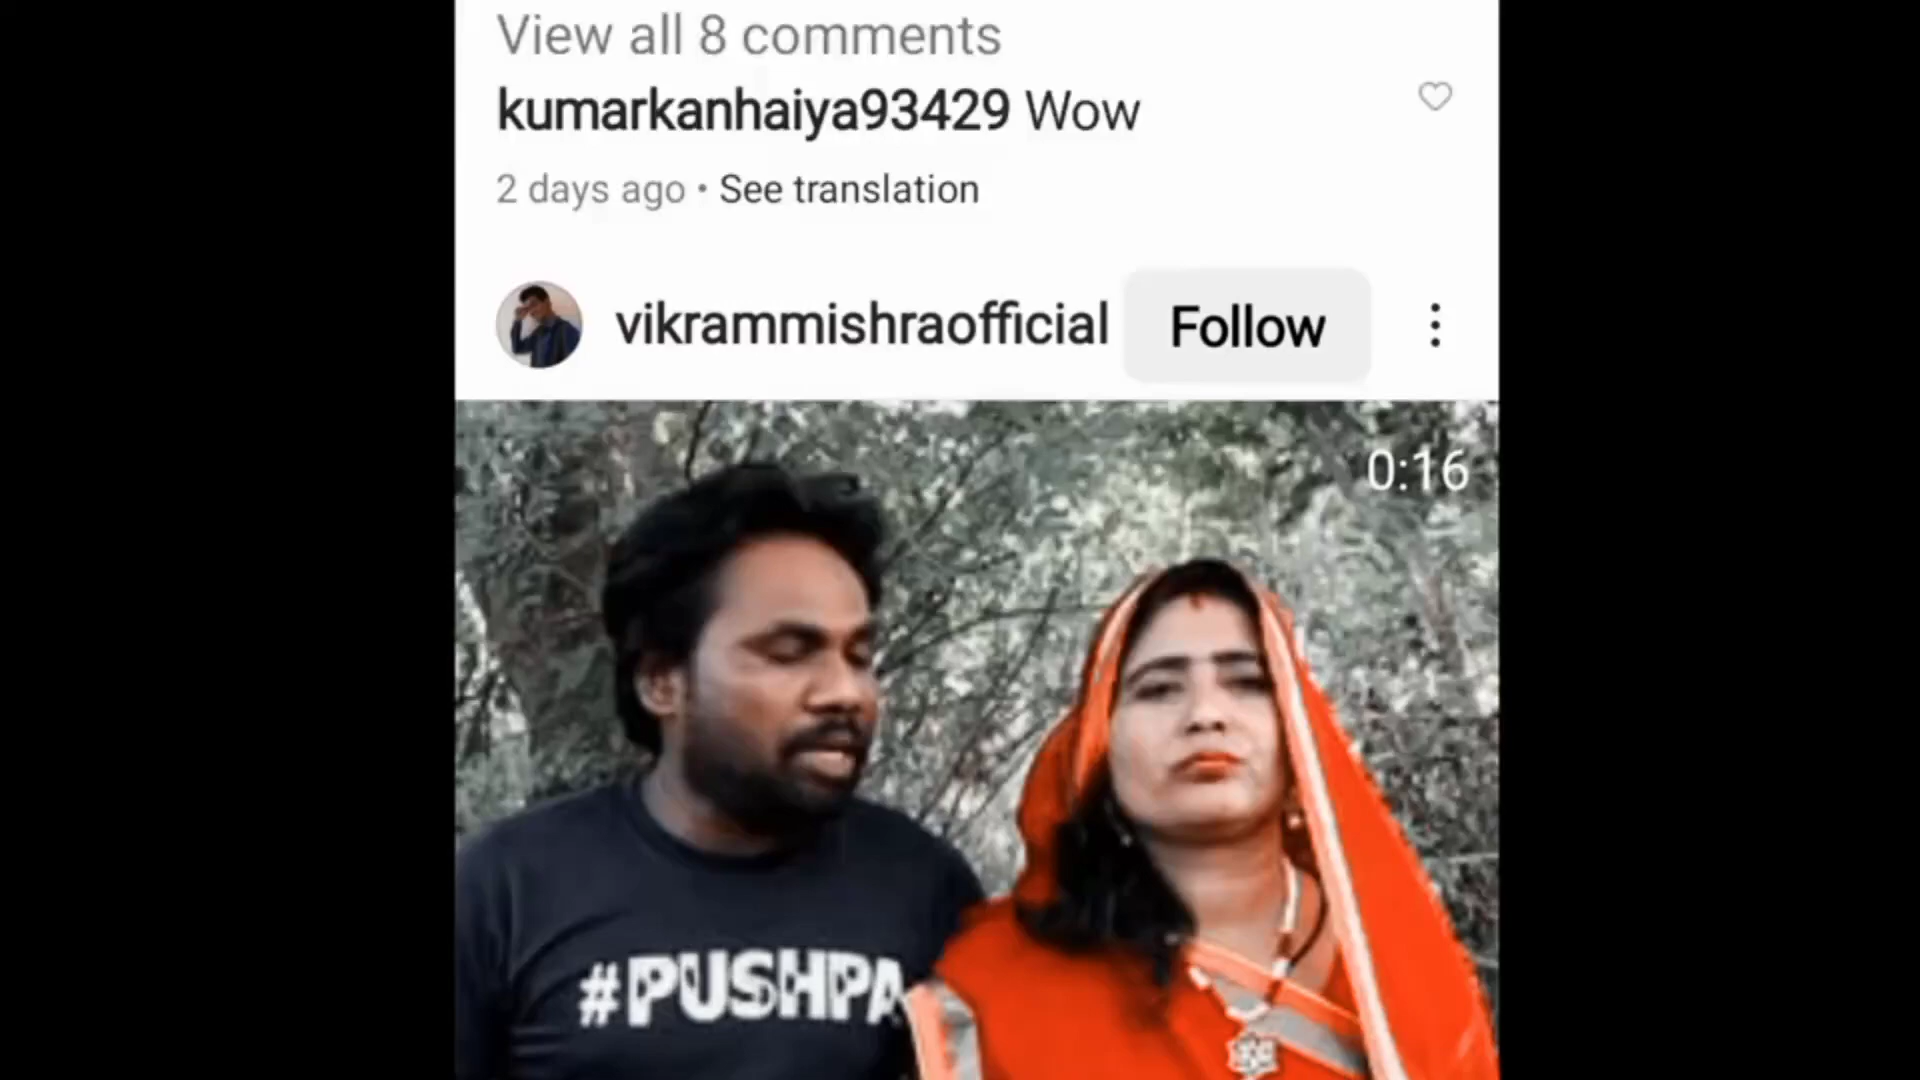 View all 8 comments
kumarkanhaiya93429 Wow
2 days ago • See translation
vikrammishraofficial Follow
0:16
#PUSHPA